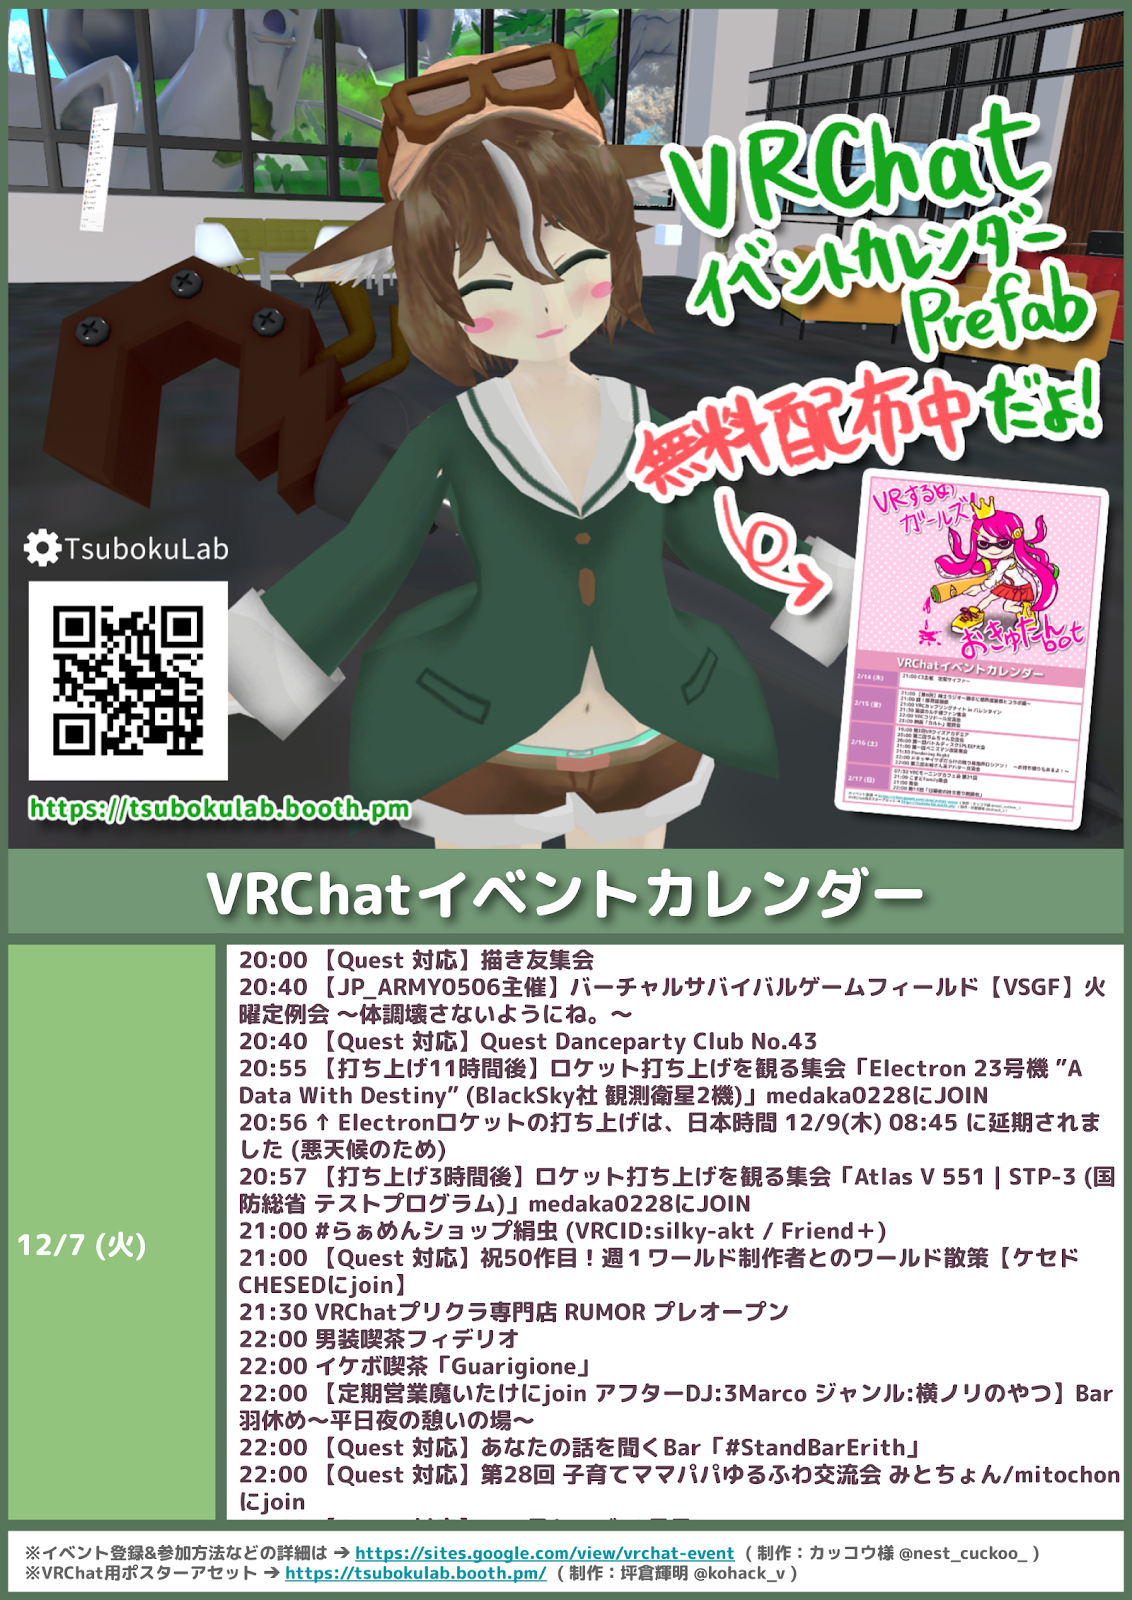 VRChat
イベントカレンダー
Prefab
無料配布中だよ!
TsubokuLab
https://tsubokulab.booth.pm
VRするめ
ガールズ
おきゅたん
bot
VRChatイベントカレンダー
2/14 (木)
2/15 (金)
2/16 (土)
2/17 (日)
VRChatイベントカレンダー
12/7 (火)
20:00 【Quest 対応】描き友集会
20:40 【JP_ARMY0506主催】バーチャルサバイバルゲームフィールド【VSGF】火
曜定例会 ～体調壊さないようにね。～
20:40 【Quest 対応】Quest Danceparty Club No.43
20:55 【打ち上げ11時間後】ロケット打ち上げを観る集会「Electron 23号機 ”A
Data With Destiny” (BlackSky社 観測衛星2機)」medaka0228にJOIN
20:56 ↑ Electronロケットの打ち上げは、日本時間 12/9(木) 08:45 に延期されま
した (悪天候のため)
20:57 【打ち上げ3時間後】ロケット打ち上げを観る集会「Atlas V 551 | STP-3 (国
防総省 テストプログラム)」medaka0228にJOIN
21:00 #らぁめんショップ絹虫 (VRCID:silky-akt / Friend＋)
21:00 【Quest 対応】祝50作目！週１ワールド制作者とのワールド散策【ケセド
CHESEDにjoin】
21:30 VRChatプリクラ専門店 RUMOR プレオープン
22:00 男装喫茶フィデリオ
22:00 イケボ喫茶「Guarigione」
22:00 【定期営業魔いたけにjoin アフターDJ:3Marco ジャンル:横ノリのやつ】Bar
羽休め～平日夜の憩いの場～
22:00 【Quest 対応】あなたの話を聞くBar「#StandBarErith」
22:00 【Quest 対応】第28回 子育てママパパゆるふわ交流会 みとちょん/mitochon
にjoin
※イベント登録&参加方法などの詳細は ➔ https://sites.google.com/view/vrchat-event ( 制作：カッコウ様 @nest_cuckoo_ )
※VRChat用ポスターアセット ➔ https://tsubokulab.booth.pm/ ( 制作：坪倉輝明 @kohack_v )